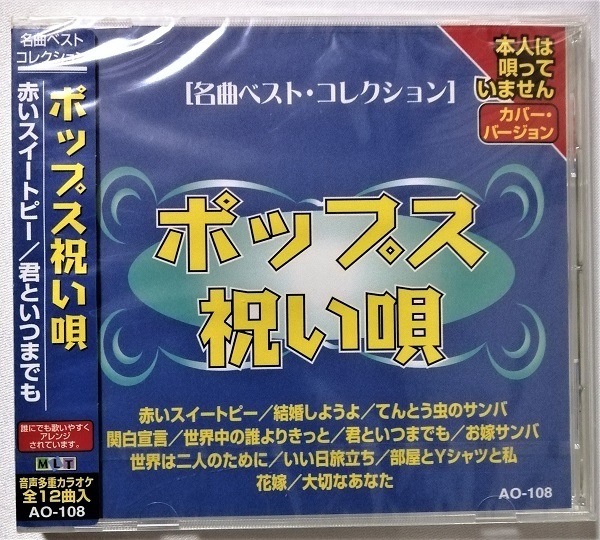 名曲ベスト
コレクション
ポップス祝い唄
赤いスイートピー/君といつまでも
誰にでも歌いやすく
アレンジ
されています。
MLT
音声多重カラオケ
全12曲入
AO-108
[名曲ベスト・コレクション]
本人は
唄って
いません
カバー・
バージョン
ポップス
祝い唄
赤いスイートピー/結婚しようよ/てんとう虫のサンバ
関白宣言/世界中の誰よりきっと/君といつまでも/お嫁サンバ
世界は二人のために/いい日旅立ち/部屋とYシャツと私
花嫁/大切なあなた
AO-108